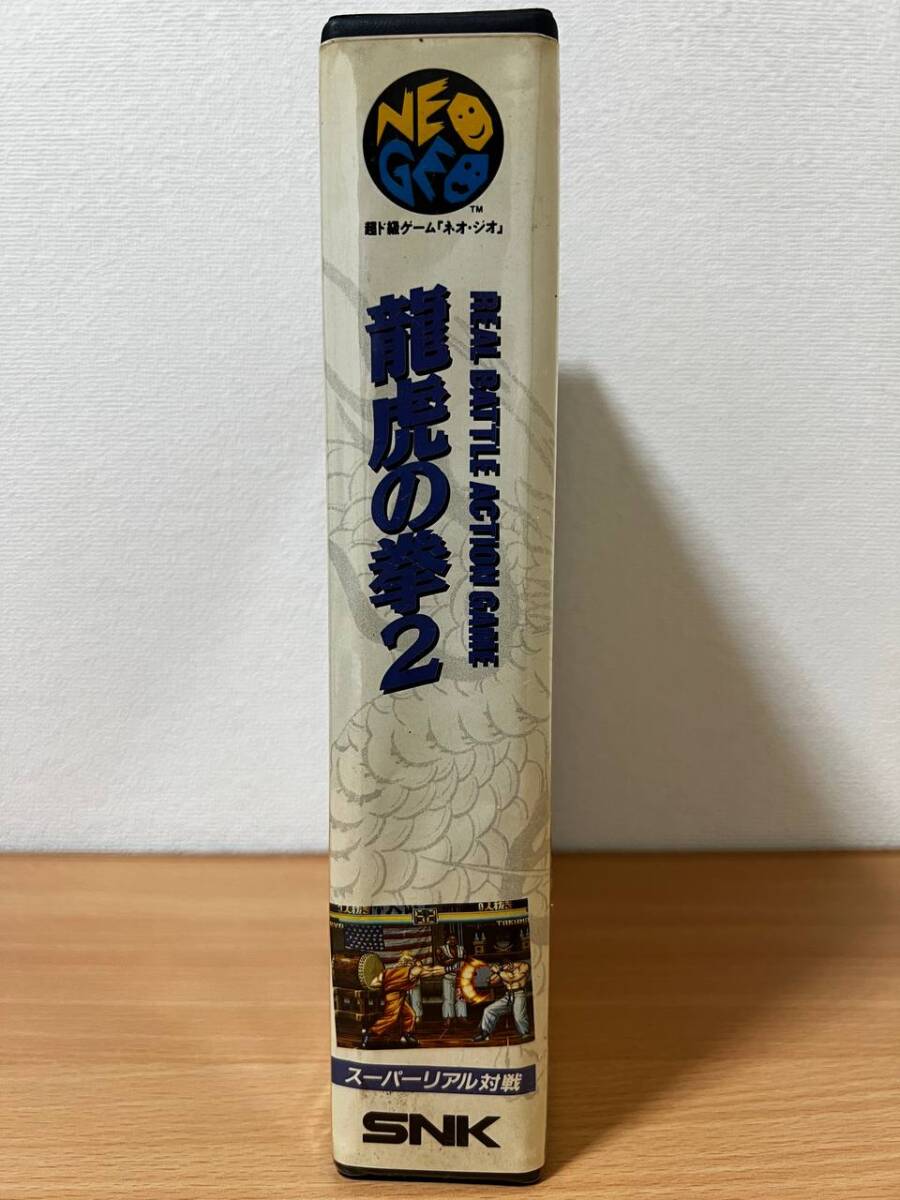 NEO
GEO
TM
超ド級ゲーム「ネオ・ジオ」
龍虎の拳2
REAL BATTLE ACTION GAME
スーパーリアル対戦
SNK